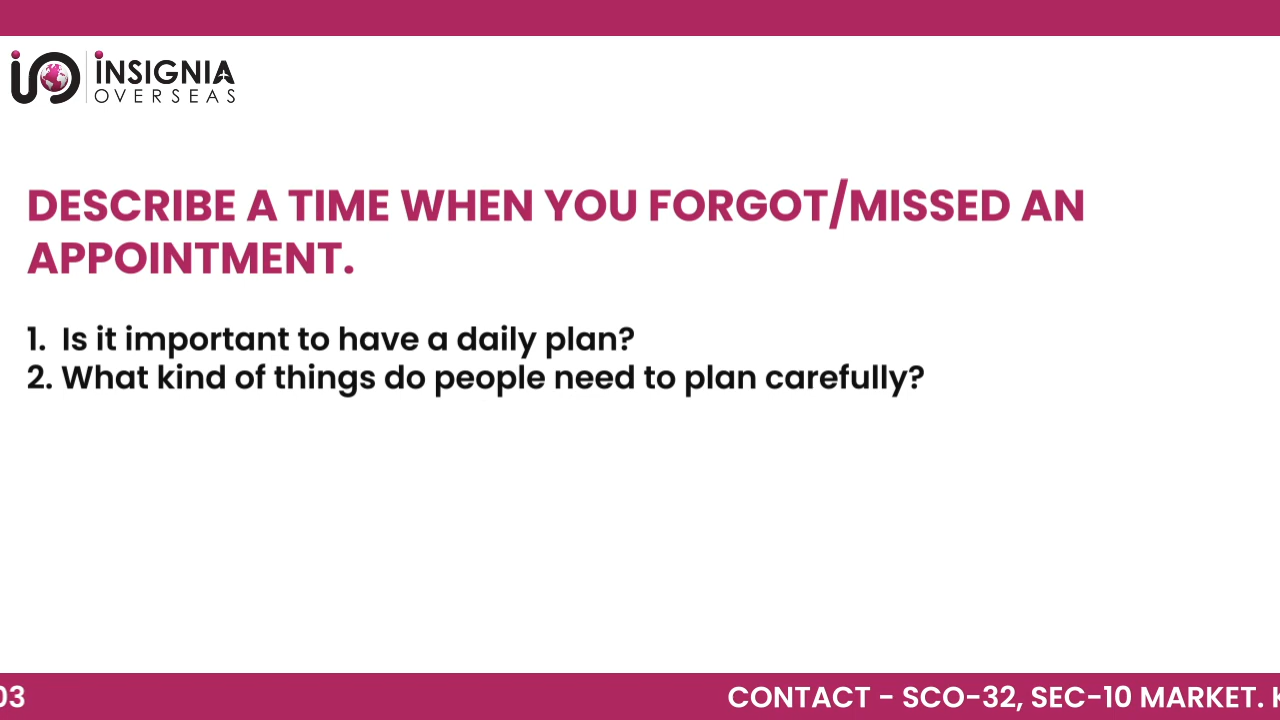 INSIGNIA
OVERSEAS
DESCRIBE A TIME WHEN YOU FORGOT/MISSED AN
APPOINTMENT.
1. Is it important to have a daily plan?
2. What kind of things do people need to plan carefully?
03
CONTACT - SCO-32, SEC-10 MARKET. K